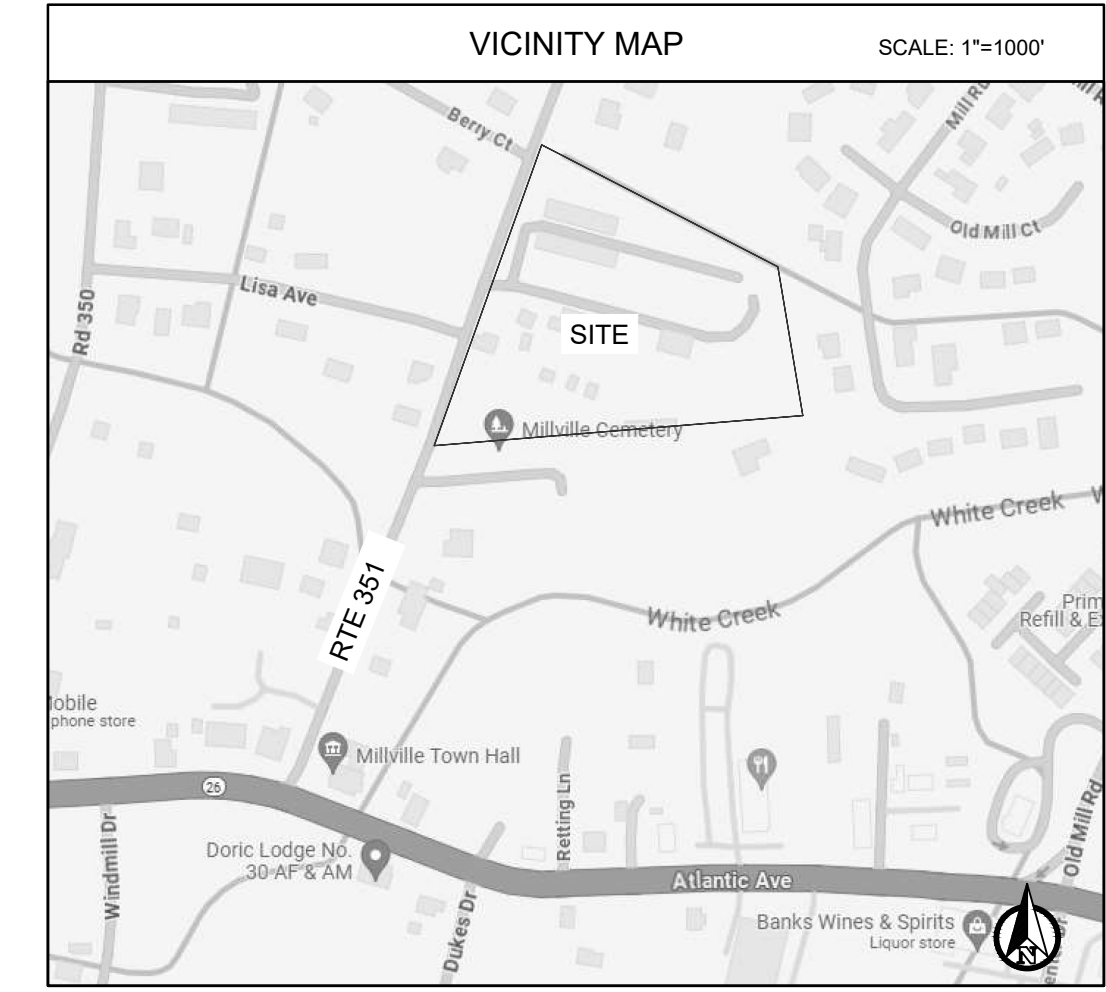 VICINITY MAP
SCALE: 1"=1000'
Berry Ct
Mill R
Old Mill Ct
Lisa Ave
Rd 350
SITE
Millville Cemetery
White Creek
RTE 351
White Creek
Prim
Refill & E
obile
phone store
Millville Town Hall
26
Retting Ln
Old Mill Rd
Windmill Dr
Doric Lodge No.
30 AF & AM
Atlantic Ave
Dukes Dr
Banks Wines & Spirits
Liquor store
N